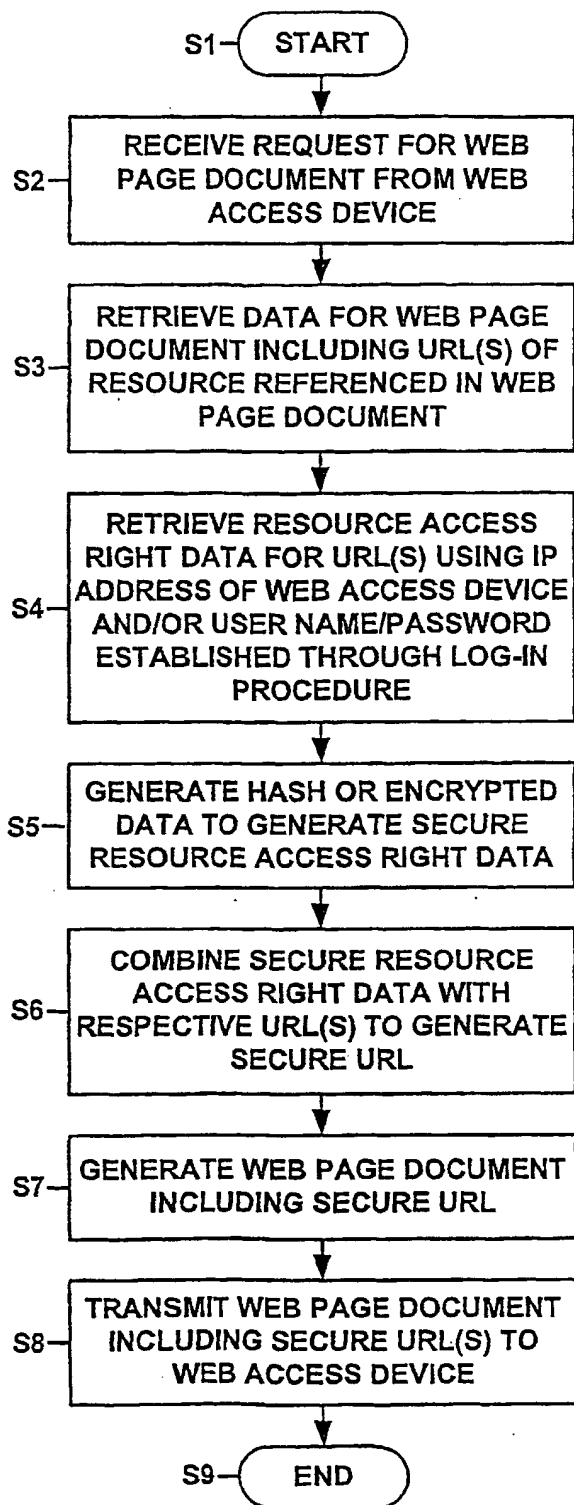 S1
START
S2
RECEIVE REQUEST FOR WEB
PAGE DOCUMENT FROM WEB
ACCESS DEVICE
S3
RETRIEVE DATA FOR WEB PAGE
DOCUMENT INCLUDING URL(S) OF
RESOURCE REFERENCED IN WEB
PAGE DOCUMENT
S4
RETRIEVE RESOURCE ACCESS
RIGHT DATA FOR URL(S) USING IP
ADDRESS OF WEB ACCESS DEVICE
AND/OR USER NAME/PASSWORD
ESTABLISHED THROUGH LOG-IN
PROCEDURE
S5
GENERATE HASH OR ENCRYPTED
DATA TO GENERATE SECURE
RESOURCE ACCESS RIGHT DATA
S6
COMBINE SECURE RESOURCE
ACCESS RIGHT DATA WITH
RESPECTIVE URL(S) TO GENERATE
SECURE URL
S7
GENERATE WEB PAGE DOCUMENT
INCLUDING SECURE URL
S8
TRANSMIT WEB PAGE DOCUMENT
INCLUDING SECURE URL(S) TO
WEB ACCESS DEVICE
S9
END